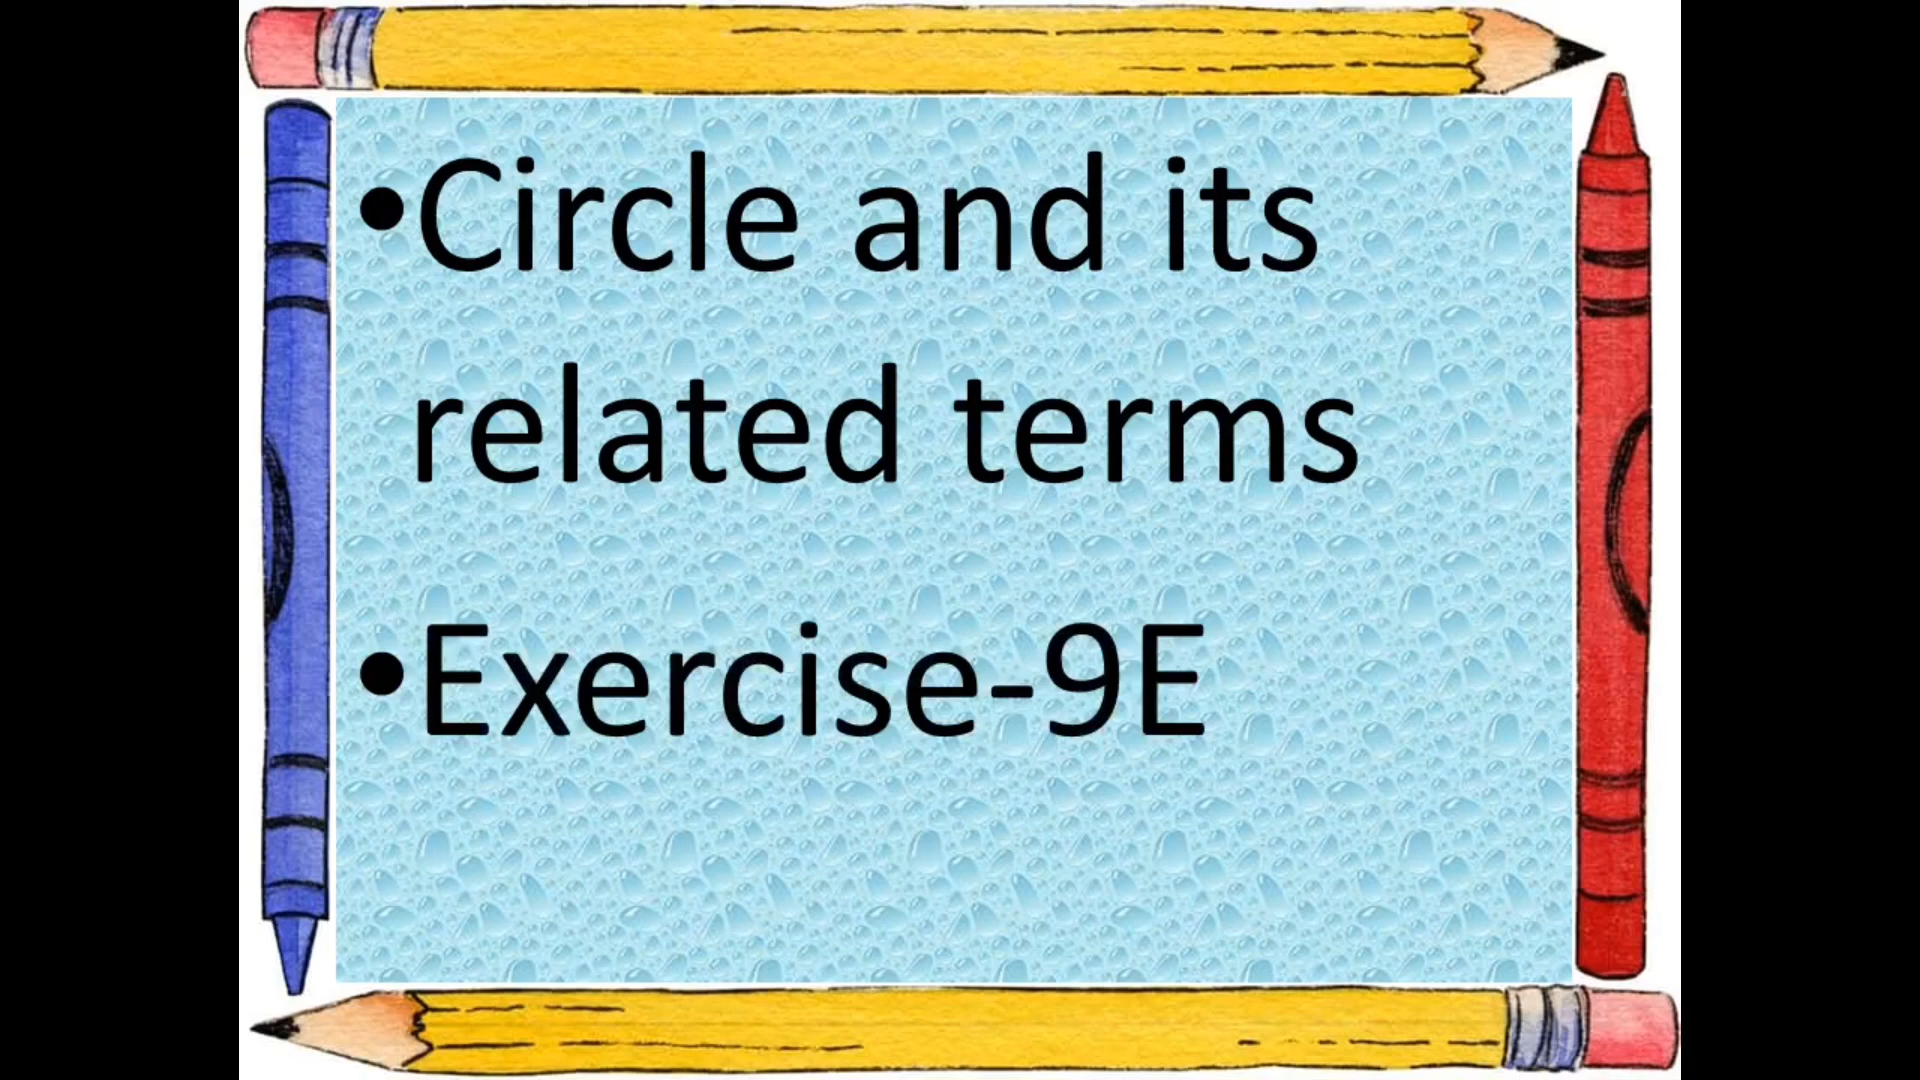 •Circle and its
related terms
•Exercise-9E